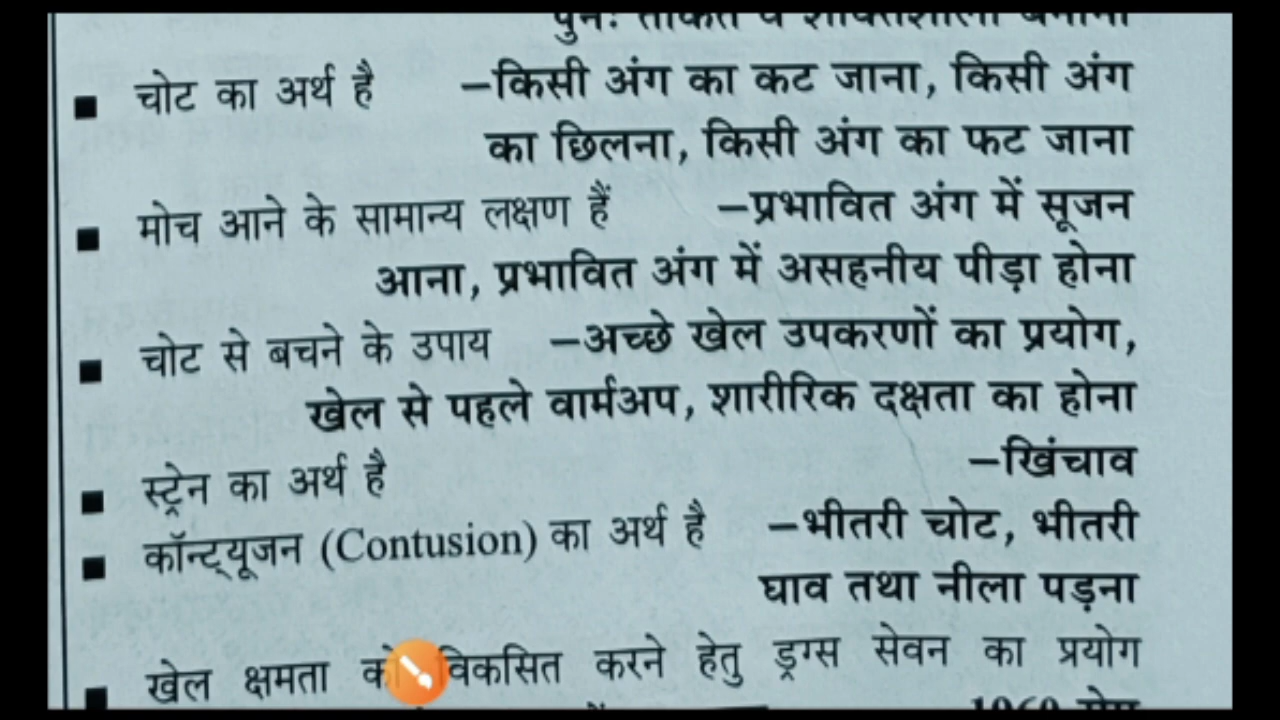 ■ चोट का अर्थ है –किसी अंग का कट जाना, किसी अंग
का छिलना, किसी अंग का फट जाना
■ मोच आने के सामान्य लक्षण हैं –प्रभावित अंग में सूजन
आना, प्रभावित अंग में असहनीय पीड़ा होना
■ चोट से बचने के उपाय –अच्छे खेल उपकरणों का प्रयोग,
खेल से पहले वार्मअप, शारीरिक दक्षता का होना
■ स्ट्रेन का अर्थ है –खिंचाव
■ कॉन्ट्यूजन (Contusion) का अर्थ है –भीतरी चोट, भीतरी
घाव तथा नीला पड़ना
■ खेल क्षमता को विकसित करने हेतु ड्रग्स सेवन का प्रयोग